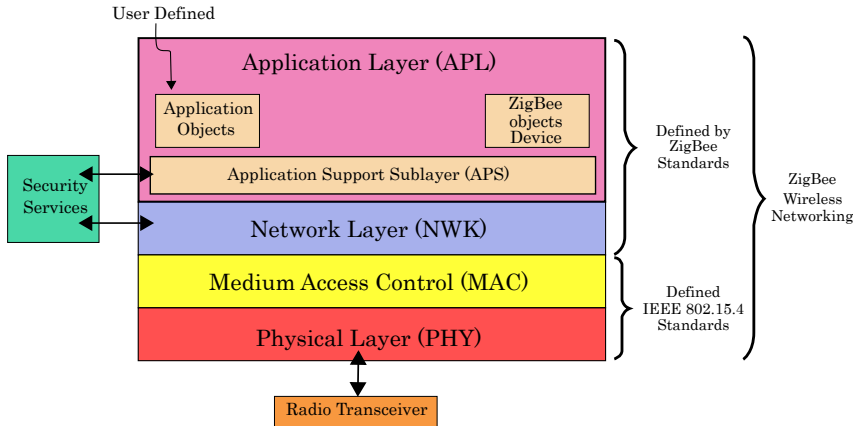 User Defined
Application Layer (APL)
Application
Objects
ZigBee
objects
Device
Application Support Sublayer (APS)
Security
Services
Network Layer (NWK)
Medium Access Control (MAC)
Physical Layer (PHY)
Radio Transceiver
Defined by
ZigBee
Standards
Defined
IEEE 802.15.4
Standards
ZigBee
Wireless
Networking